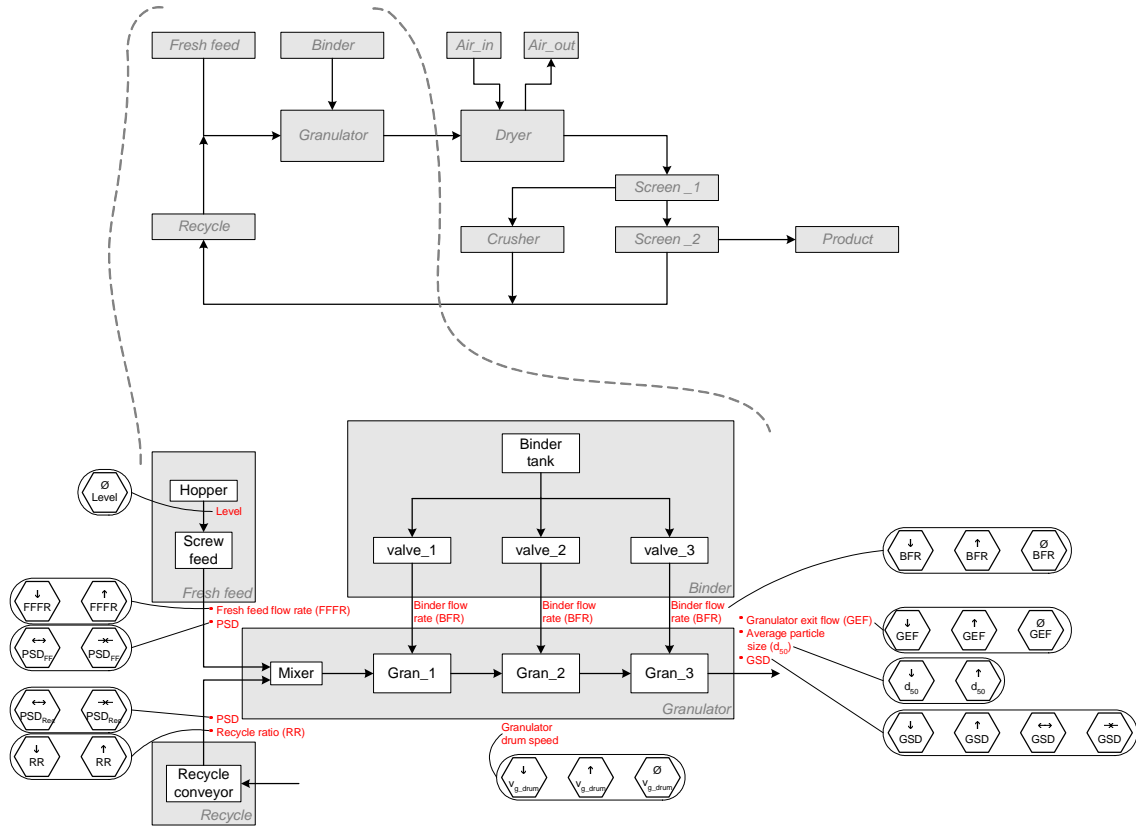 Fresh feed
Binder
Air_in
Air_out
Granulator
Dryer
Screen _1
Recycle
Crusher
Screen _2
Product
Binder
tank
Ø
Level
Hopper
Level
Screw
feed
valve_1
valve_2
valve_3
Fresh feed
Binder
↓
BFR
↑
BFR
Ø
BFR
↓
FFFR
↑
FFFR
• Fresh feed flow rate (FFFR)
• PSD
Binder flow
rate (BFR)
Binder flow
rate (BFR)
Binder flow
rate (BFR)
• Granulator exit flow (GEF)
• Average particle
size (d50)
• GSD
↓
GEF
↑
GEF
Ø
GEF
↔
PSDFF
PSDFF
Mixer
Gran_1
Gran_2
Gran_3
Granulator
↓
d50
↑
d50
↔
PSDRec
PSDRec
• PSD
• Recycle ratio (RR)
↓
RR
↑
RR
↓
GSD
↑
GSD
↔
GSD
GSD
Granulator
drum speed
Recycle
conveyor
Recycle
↓
vg_drum
↑
vg_drum
Ø
vg_drum